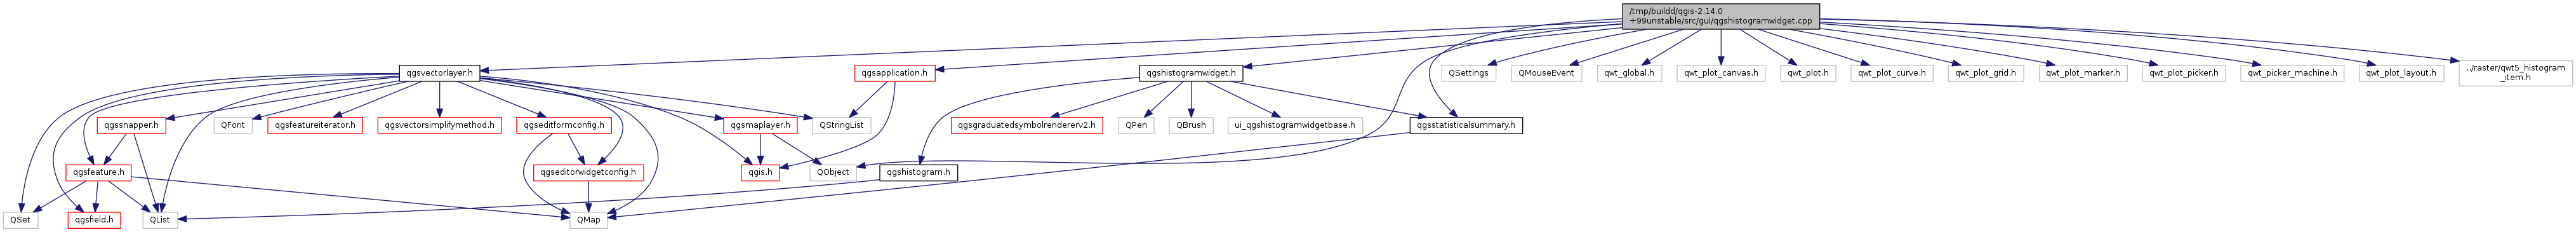 /tmp/buildd/qgis-2.14.0
+99unstable/src/gui/qgshistogramwidget.cpp
qgsvectorlayer.h
qgsapplication.h
qgshistogramwidget.h
QSettings
QMouseEvent
qwt_global.h
qwt_plot_canvas.h
qwt_plot.h
qwt_plot_curve.h
qwt_plot_grid.h
qwt_plot_marker.h
qwt_plot_picker.h
qwt_picker_machine.h
qwt_plot_layout.h
../raster/qwt5_histogram
_item.h
qgssnapper.h
QFont
qgsfeatureiterator.h
qgsvectorsimplifymethod.h
qgseditformconfig.h
qgsmaplayer.h
QStringList
qgsgraduatedsymbolrendererv2.h
QPen
QBrush
ui_qgshistogramwidgetbase.h
qgsstatisticalsummary.h
qgsfeature.h
qgseditorwidgetconfig.h
qgis.h
QObject
qgshistogram.h
QSet
qgsfield.h
QList
QMap